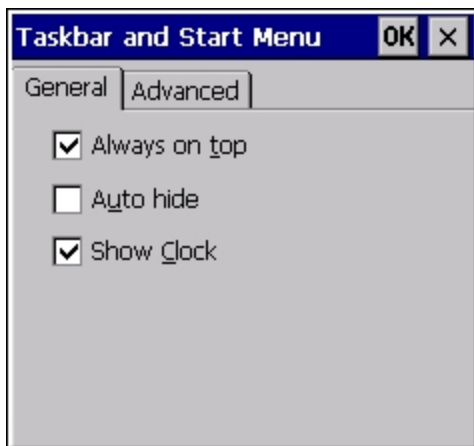 Taskbar and Start Menu OK ×
General Advanced
Always on top
Auto hide
Show Clock